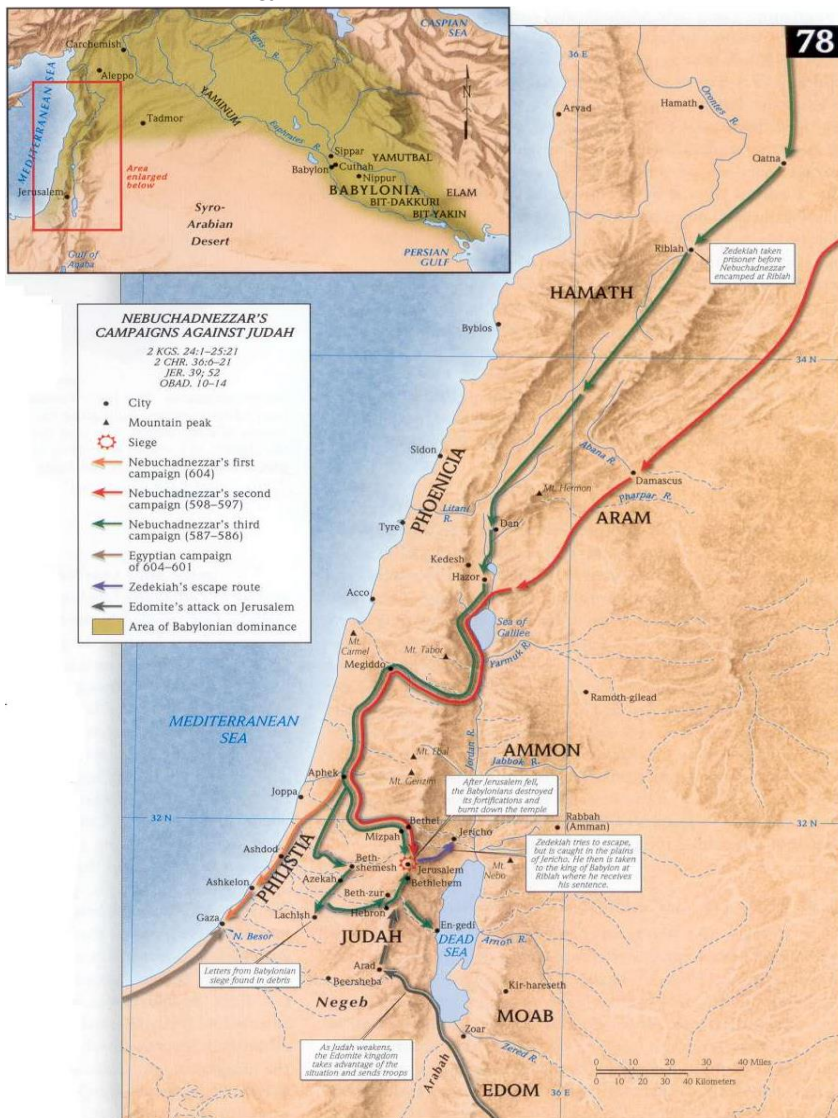 78
CASPIAN
SEA
Carchemish
Aleppo
Tigris R.
MEDITERRANEAN SEA
Tadmor
YAMINUM
Euphrates R.
N
Area
enlarged
below
Sippar
Cuthah
Babylon
Nippur
YAMUTBAL
BABYLONIA
ELAM
BIT-DAKKURI
BIT-YAKIN
Jerusalem
Syro-
Arabian
Desert
Gulf of
Aqaba
PERSIAN
GULF
36 E
Arvad
Hamath
Orontes R.
Qatna
Riblah
Zedekiah taken
prisoner before
Nebuchadnezzar
encamped at Riblah
HAMATH
Byblos
34 N
NEBUCHADNEZZAR'S
CAMPAIGNS AGAINST JUDAH
2 KGS. 24:1–25:21
2 CHR. 36:6–21
JER. 39; 52
OBAD. 10–14
City
Mountain peak
Siege
Nebuchadnezzar's first
campaign (604)
Nebuchadnezzar's second
campaign (598–597)
Nebuchadnezzar's third
campaign (587–586)
Egyptian campaign
of 604–601
Zedekiah's escape route
Edomite's attack on Jerusalem
Area of Babylonian dominance
Sidon
PHOENICIA
Abana R.
Damascus
Mt. Hermon
Pharpar R.
Litani
R.
ARAM
Tyre
Dan
Kedesh
Hazor
Acco
Sea of
Galilee
Mt.
Carmel
Mt. Tabor
Yarmuk R.
Megiddo
Ramoth-gilead
MEDITERRANEAN
SEA
Jordan R.
Mt. Ebal
Mt. Gerizim
AMMON
Jabbok R.
Aphek
After Jerusalem fell,
the Babylonians destroyed
its fortifications and
burnt down the temple
Joppa
32 N
32 N
Bethel
Mizpah
Jericho
Rabbah
(Amman)
Zedekiah tries to escape,
but is caught in the plains
of Jericho. He then is taken
to the king of Babylon at
Riblah where he receives
his sentence.
Ashdod
PHILISTIA
Beth-
shemesh
Jerusalem
Mt.
Nebo
Bethlehem
Azekah
Ashkelon
Beth-zur
Gaza
Lachish
Hebron
En-gedi
N. Besor
JUDAH
DEAD
SEA
Arnon R.
Letters from Babylonian
siege found in debris
Arad
Beersheba
Negeb
Kir-hareseth
MOAB
As Judah weakens,
the Edomite kingdom
takes advantage of the
situation and sends troops
Zoar
Zered R.
Arabah
EDOM
36 E
0 10 20 30 40 Miles
0 10 20 30 40 Kilometers